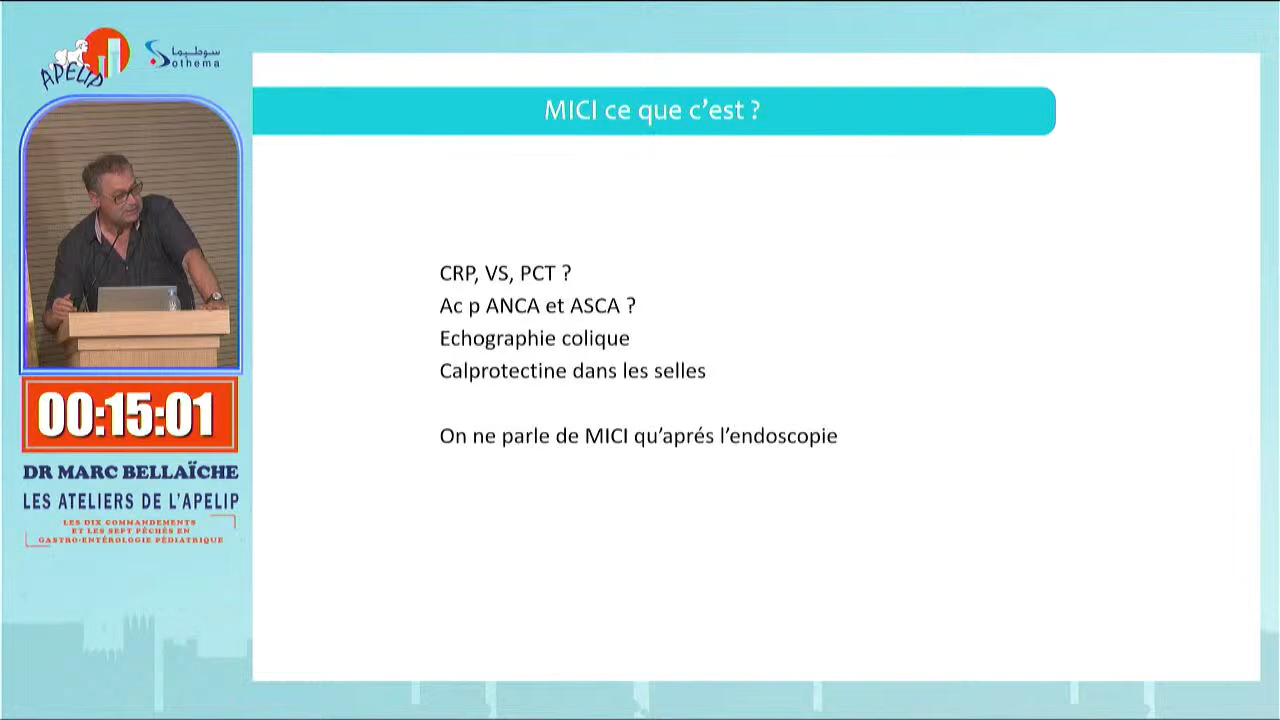 APELIP
سوطيما
Sothema
MICI ce que c’est ?
CRP, VS, PCT ?
Ac p ANCA et ASCA ?
Echographie colique
Calprotectine dans les selles
On ne parle de MICI qu’aprés l’endoscopie
00:15:01
DR MARC BELLAÏCHE
LES ATELIERS DE L’APELIP
LES DIX COMMANDEMENTS
ET LES SEPT PÉCHÉS EN
GASTRO-ENTÉROLOGIE PÉDIATRIQUE